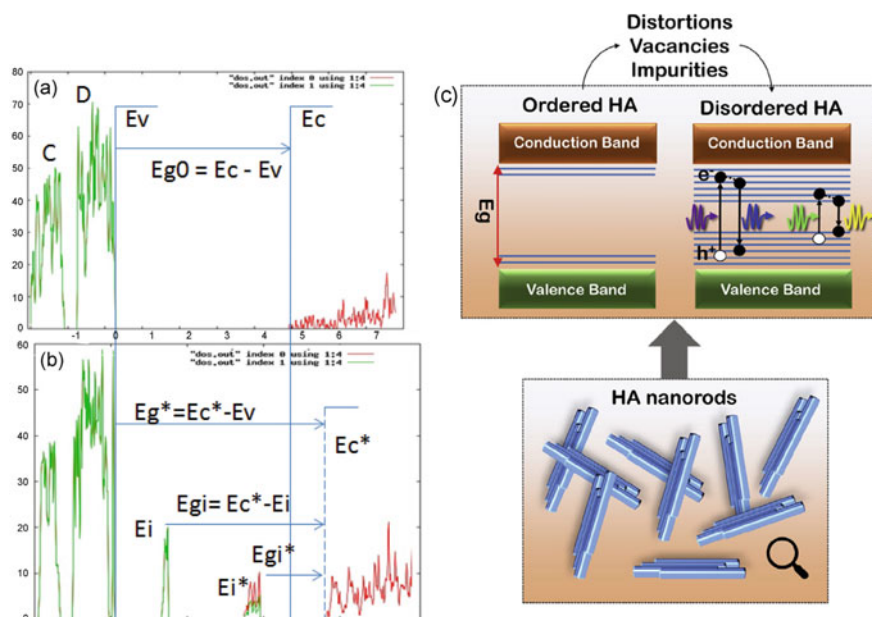 (a)
"dos.out" index 0 using 1:4
"dos.out" index 1 using 1:4
80
70
60
50
40
30
20
10
0
C
D
Ev
Ec
Eg0 = Ec - Ev
-1 0 1 2 3 4 5 6 7
(b)
"dos.out" index 0 using 1:4
"dos.out" index 1 using 1:4
60
50
40
30
20
10
0
Eg*=Ec*-Ev
Ec*
Egi= Ec*-Ei
Ei
Egi*
Ei*
(c)
Distortions
Vacancies
Impurities
Ordered HA
Disordered HA
Conduction Band
Conduction Band
Eg
e-
h+
Valence Band
Valence Band
HA nanorods